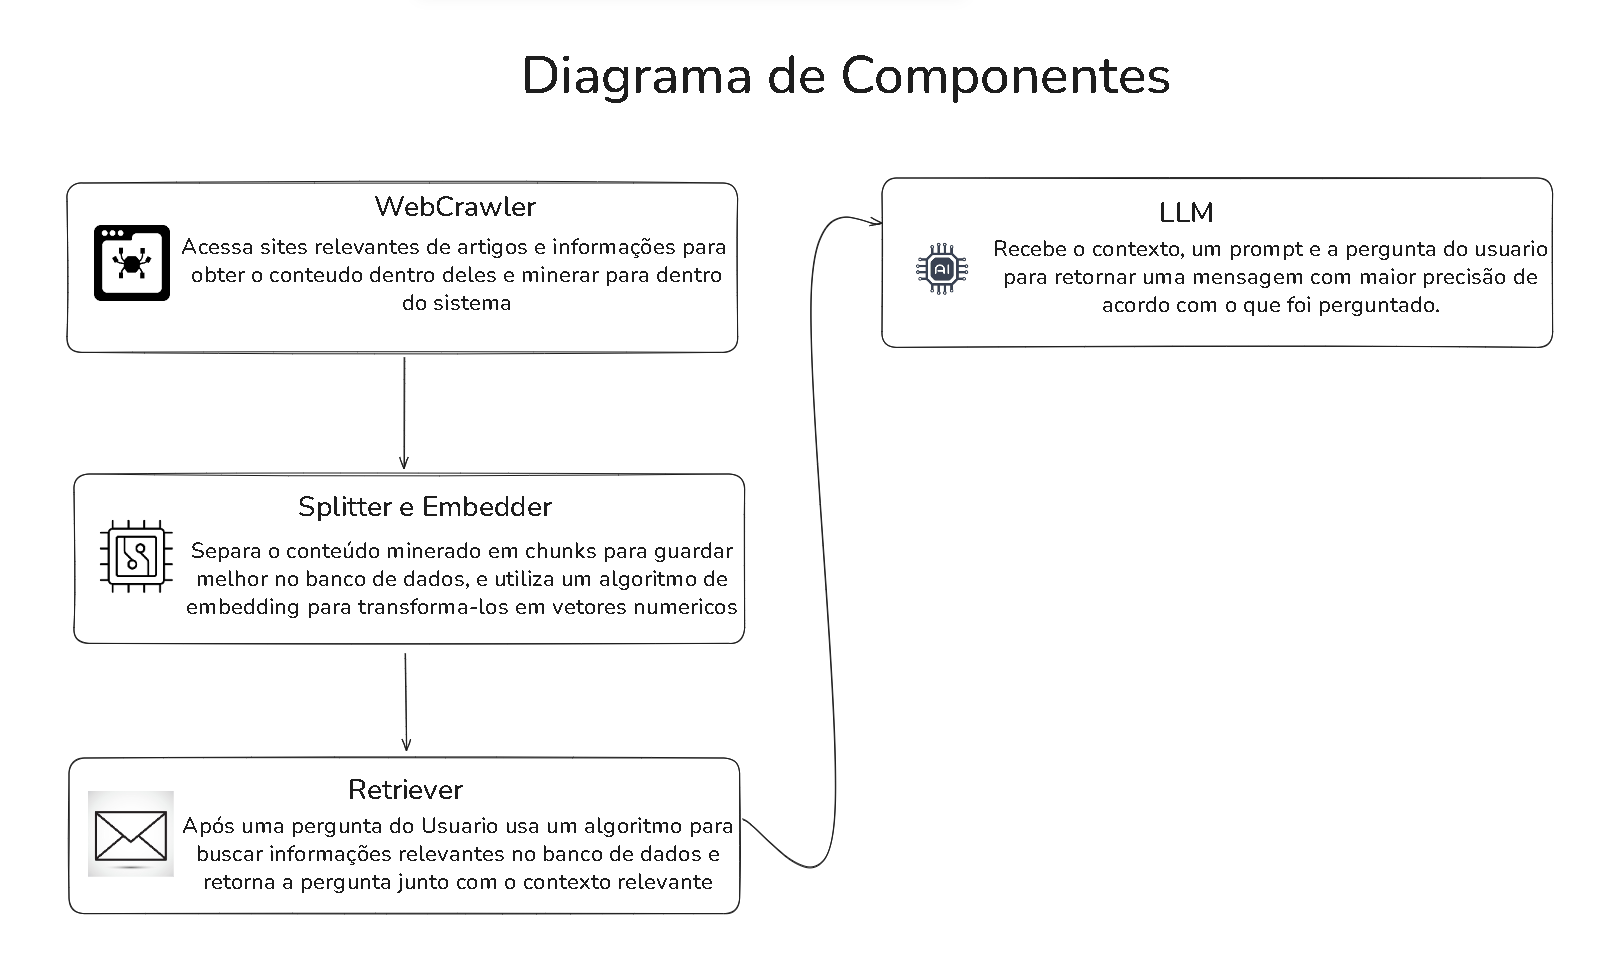 Diagrama de Componentes
WebCrawler
Acessa sites relevantes de artigos e informações para
obter o conteudo dentro deles e minerar para dentro
do sistema
Splitter e Embedder
Separa o conteúdo minerado em chunks para guardar
melhor no banco de dados, e utiliza um algoritmo de
embedding para transforma-los em vetores numericos
Retriever
Após uma pergunta do Usuario usa um algoritmo para
buscar informações relevantes no banco de dados e
retorna a pergunta junto com o contexto relevante
LLM
AI
Recebe o contexto, um prompt e a pergunta do usuario
para retornar uma mensagem com maior precisão de
acordo com o que foi perguntado.